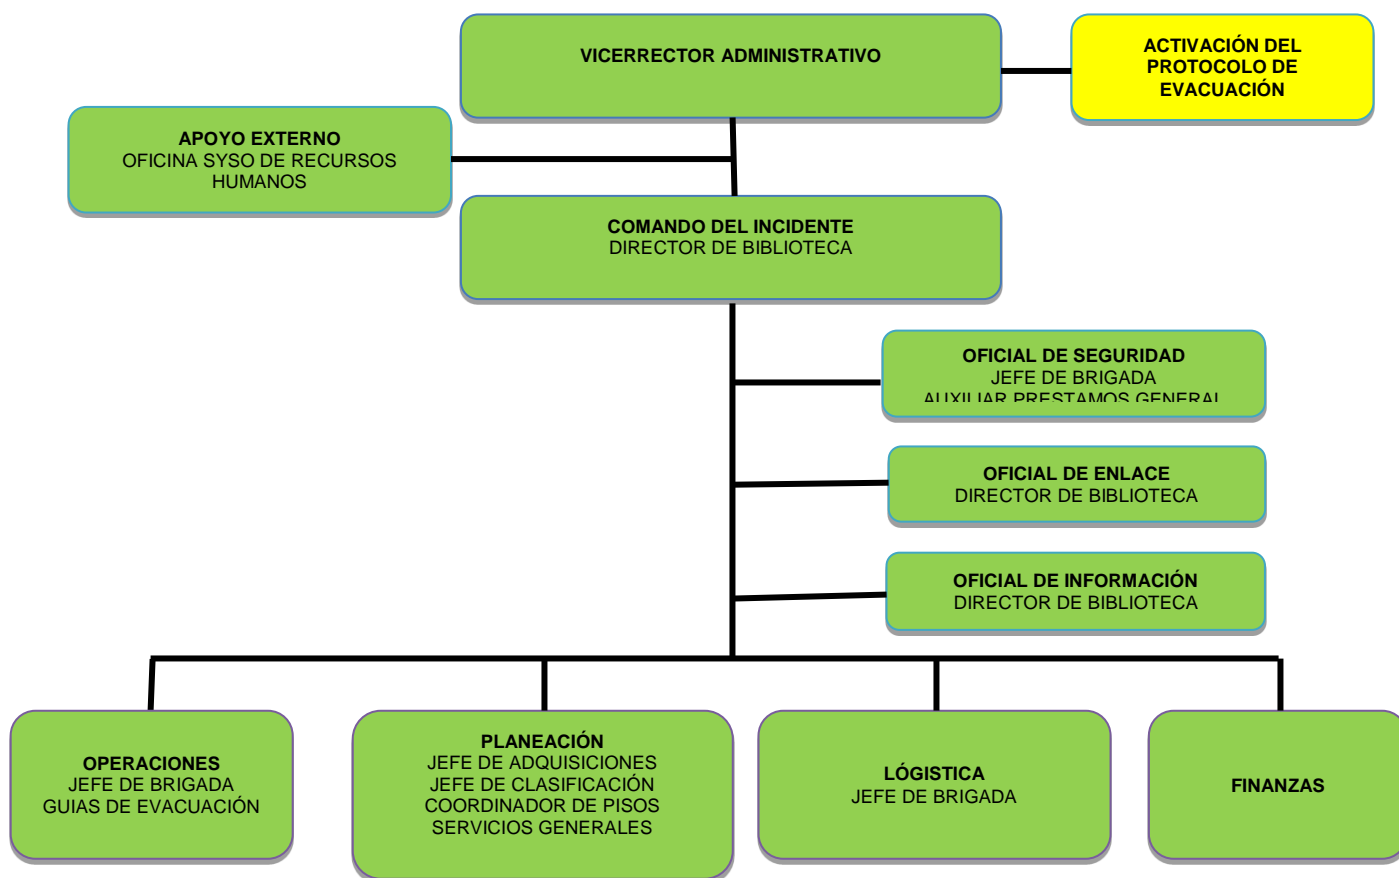 VICERRECTOR ADMINISTRATIVO
ACTIVACIÓN DEL
PROTOCOLO DE
EVACUACIÓN
APOYO EXTERNO
OFICINA SYSO DE RECURSOS
HUMANOS
COMANDO DEL INCIDENTE
DIRECTOR DE BIBLIOTECA
OFICIAL DE SEGURIDAD
JEFE DE BRIGADA
AUXILIAR PRESTAMOS GENERAL
OFICIAL DE ENLACE
DIRECTOR DE BIBLIOTECA
OFICIAL DE INFORMACIÓN
DIRECTOR DE BIBLIOTECA
OPERACIONES
JEFE DE BRIGADA
GUIAS DE EVACUACIÓN
PLANEACIÓN
JEFE DE ADQUISICIONES
JEFE DE CLASIFICACIÓN
COORDINADOR DE PISOS
SERVICIOS GENERALES
LÓGISTICA
JEFE DE BRIGADA
FINANZAS